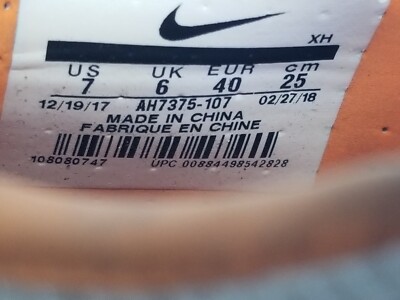 XH
US UK EUR cm
7 6 40 25
12/19/17 AH7375-107 02/27/18
MADE IN CHINA
FABRIQUE EN CHINE
108080747 UPC 00884498542828